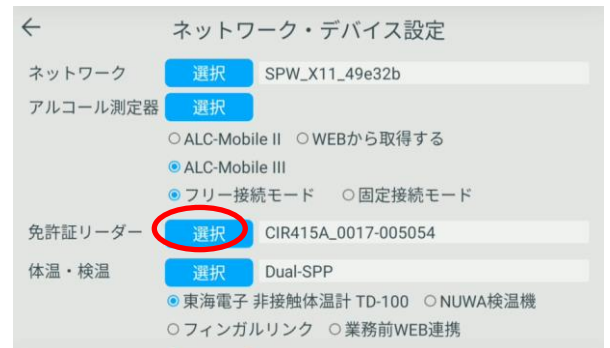 ← ネットワーク・デバイス設定
ネットワーク 選択 SPW_X11_49e32b
アルコール測定器 選択
ALC-Mobile II WEBから取得する
ALC-Mobile III
フリー接続モード 固定接続モード
免許証リーダー 選択 CIR415A_0017-005054
体温・検温 選択 Dual-SPP
東海電子 非接触体温計 TD-100 NUWA検温機
フィンガルリンク 業務前WEB連携